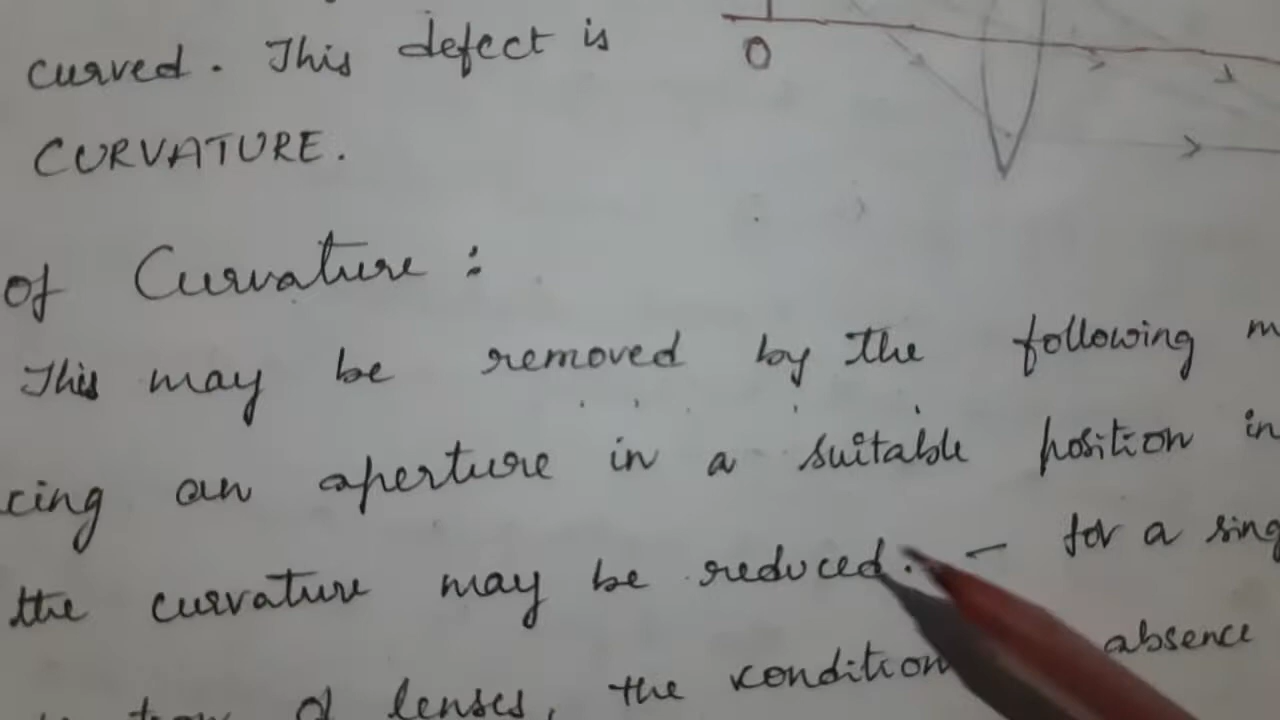 curved. This defect is
O
CURVATURE.
of Curvature :
This may be removed by the following m
cing an aperture in a suitable position in
the curvature may be reduced. - for a sing
of lenses, the condition absence